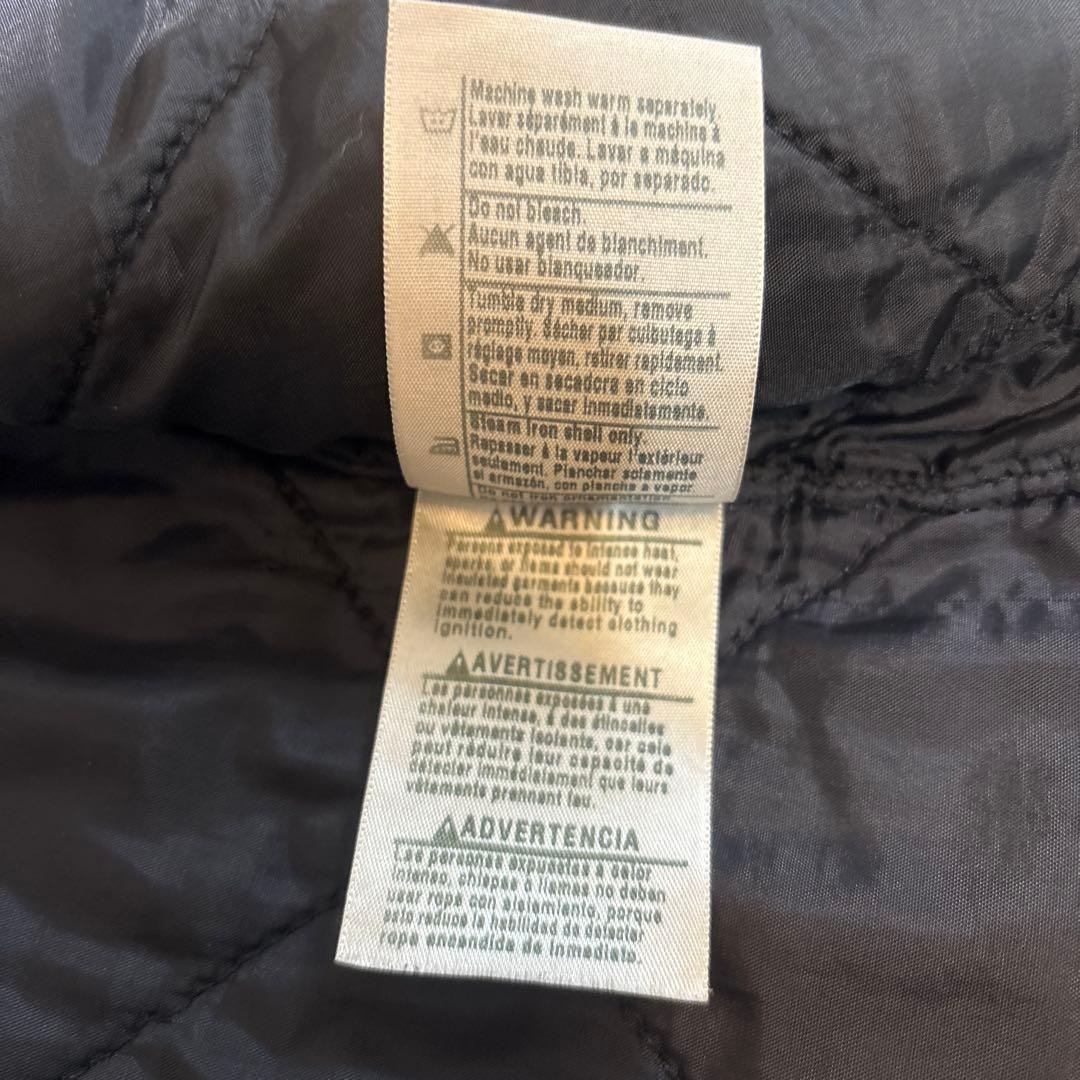 Machine wash warm separately.
Laver séparément à la machine à
l'eau chaude. Lavar a máquina
con agua tibia, por separado.
Do not bleach.
Aucun agent de blanchiment.
No usar blanqueador.
Tumble dry medium, remove
promptly. Sécher par culbutage à
réglage moyen, retirer rapidement.
Secar en secadora en ciclo
medio, y sacar inmediatamente.
Steam iron shell only.
Repasser à la vapeur l'extérieur
seulement. Planchar solamente
el armazón, con plancha a vapor.
Do not iron
WARNING
Persons exposed to intense heat,
sparks, or flame should not wear
insulated garments because they
can reduce the ability to
immediately detect clothing
ignition.
AVERTISSEMENT
Les personnes exposées à une
chaleur intense, à des étincelles
ou vêtements isolants, car cela
peut réduire leur capacité de
détecter immédiatement que leurs
vêtements prennent feu.
ADVERTENCIA
Las personas expuestas a calor
intenso, chispas o llamas no deben
usar ropa con aislamiento, porque
esto reduce la habilidad de detectar
ropa encendida de inmediato.